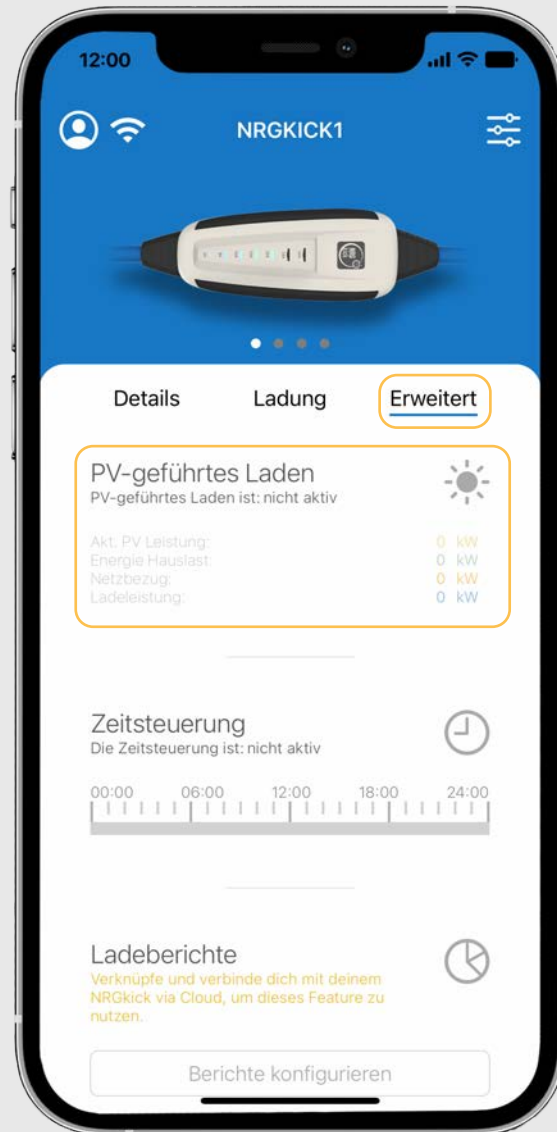 12:00
NRGKICK1
Details Ladung Erweitert
PV-geführtes Laden
PV-geführtes Laden ist: nicht aktiv
Akt. PV Leistung: 0 kW
Energie Hauslast: 0 kW
Netzbezug: 0 kW
Ladeleistung: 0 kW
Zeitsteuerung
Die Zeitsteuerung ist: nicht aktiv
00:00 06:00 12:00 18:00 24:00
Ladeberichte
Verknüpfe und verbinde dich mit deinem
NRGkick via Cloud, um dieses Feature zu
nutzen.
Berichte konfigurieren